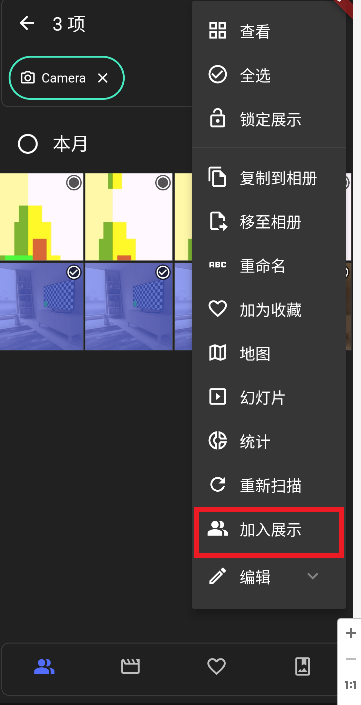 3 项
Camera
本月
查看
全选
锁定展示
复制到相册
移至相册
ABC 重命名
加为收藏
地图
幻灯片
统计
重新扫描
加入展示
编辑
1:1